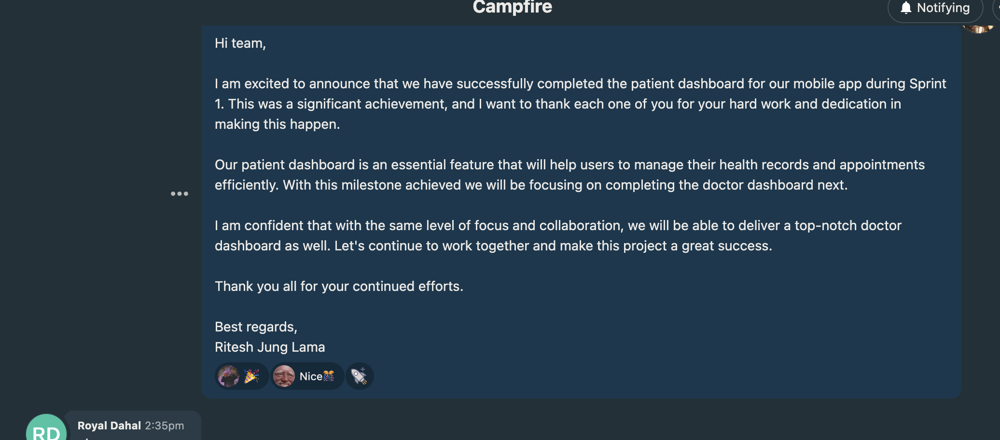 Campfire
Notifying
Hi team,
I am excited to announce that we have successfully completed the patient dashboard for our mobile app during Sprint
1. This was a significant achievement, and I want to thank each one of you for your hard work and dedication in
making this happen.
Our patient dashboard is an essential feature that will help users to manage their health records and appointments
efficiently. With this milestone achieved we will be focusing on completing the doctor dashboard next.
I am confident that with the same level of focus and collaboration, we will be able to deliver a top-notch doctor
dashboard as well. Let's continue to work together and make this project a great success.
Thank you all for your continued efforts.
Best regards,
Ritesh Jung Lama
🎉 Nice🎊
RD
Royal Dahal 2:35pm